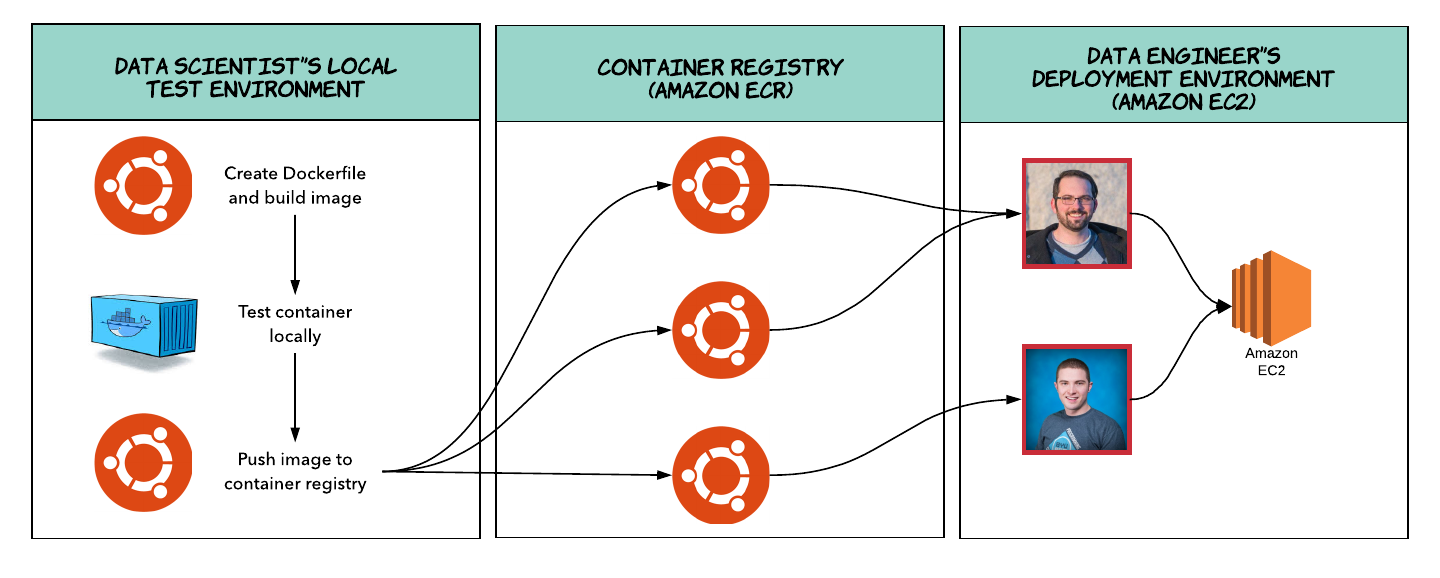 DATA SCIENTIST"S LOCAL
TEST ENVIRONMENT
Create Dockerfile
and build image
Test container
locally
Push image to
container registry
CONTAINER REGISTRY
(AMAZON ECR)
DATA ENGINEER"S
DEPLOYMENT ENVIRONMENT
(AMAZON EC2)
Amazon
EC2